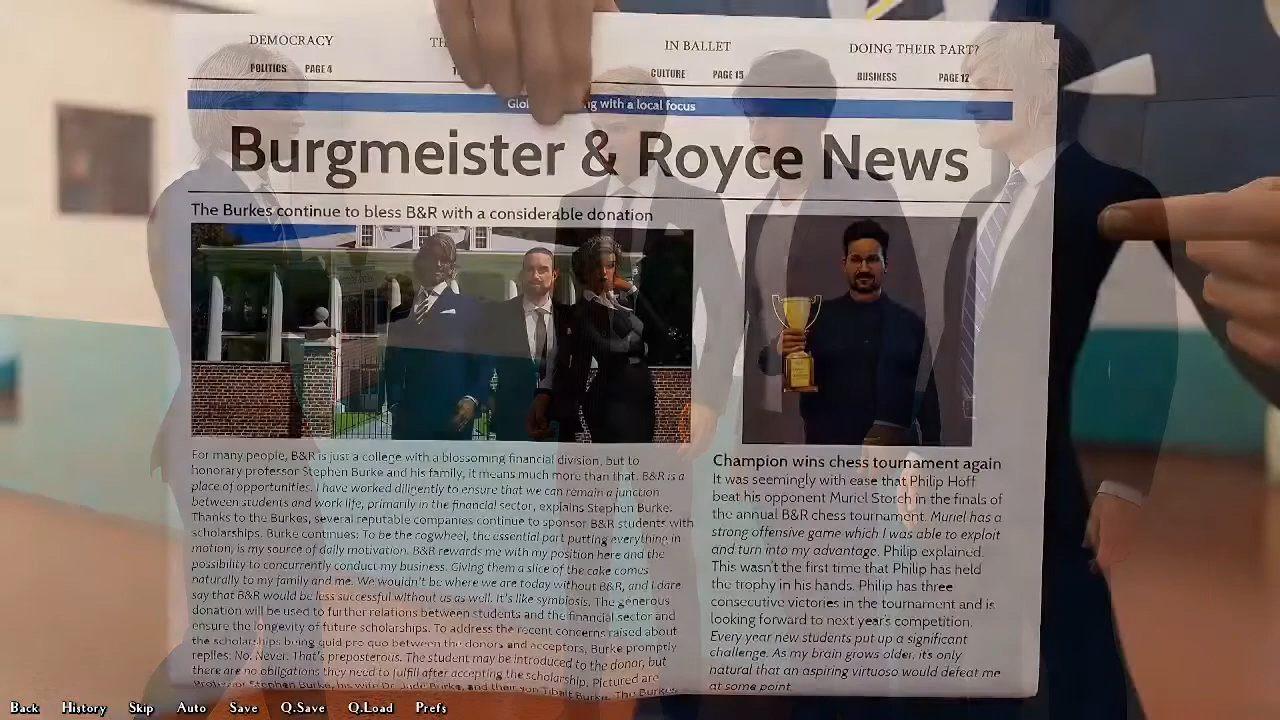 DEMOCRACY
POLITICS PAGE 4
IN BALLET
CULTURE PAGE 15
DOING THEIR PART?
BUSINESS PAGE 12
with a local focus
Burgmeister & Royce News
The Burkes continue to bless B&R with a considerable donation
For many people, B&R is just a college with a blossoming financial division, but to
honorary professor Stephen Burke and his family, it means much more than that. B&R is a
place of opportunities. I have worked diligently to ensure that we can remain a junction
between students and work life, primarily in the financial sector, explains Stephen Burke.
Thanks to the Burkes, several reputable companies continue to sponsor B&R students with
scholarships. Burke continues: To be the cogwheel, the essential part putting everything in
motion, is my source of daily motivation. B&R rewards me with my position here and the
possibility to concurrently conduct my business. Giving them a slice of the cake comes
naturally to my family and me. We wouldn't be where we are today without B&R, and I dare
say that B&R would be less successful without us as well. It's like symbiosis. The generous
donation will be used to further relations between students and the financial sector and
ensure the longevity of future scholarships. To address the recent concerns raised about
the scholarships being quid pro quo between the donors and acceptors, Burke promptly
replies: No. Never. That's preposterous. The student may be introduced to the donor, but
there are no obligations they need to fulfill after accepting the scholarship. Pictured are
Professor Stephen Burke, his wife Dr. Jude Burke, and their son Tibalt Burke. The Burkes
Champion wins chess tournament again
It was seemingly with ease that Philip Hoff
beat his opponent Muriel Storch in the finals of
the annual B&R chess tournament. Muriel has a
strong offensive game which I was able to exploit
and turn into my advantage. Philip explained.
This wasn't the first time that Philip has held
the trophy in his hands. Philip has three
consecutive victories in the tournament and is
looking forward to next year's competition.
Every year new students put up a significant
challenge. As my brain grows older, its only
natural that an aspiring virtuoso would defeat me
at some point.
Back History Skip Auto Save Q.Save Q.Load Prefs